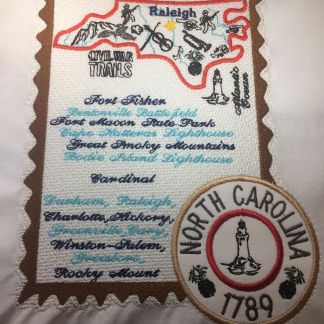 Raleigh
CIVIL WAR
TRAILS
Atlantic
Ocean
Fort Fisher
Bentonville Battlefield
Fort Macon State Park
Cape Hatteras Lighthouse
Great Smoky Mountains
Bodie Island Lighthouse
Cardinal
Durham, Raleigh,
Charlotte, Hickory,
Greenville Cary,
Winston-Salem,
Greensboro,
Rocky Mount
NORTH CAROLINA
1789